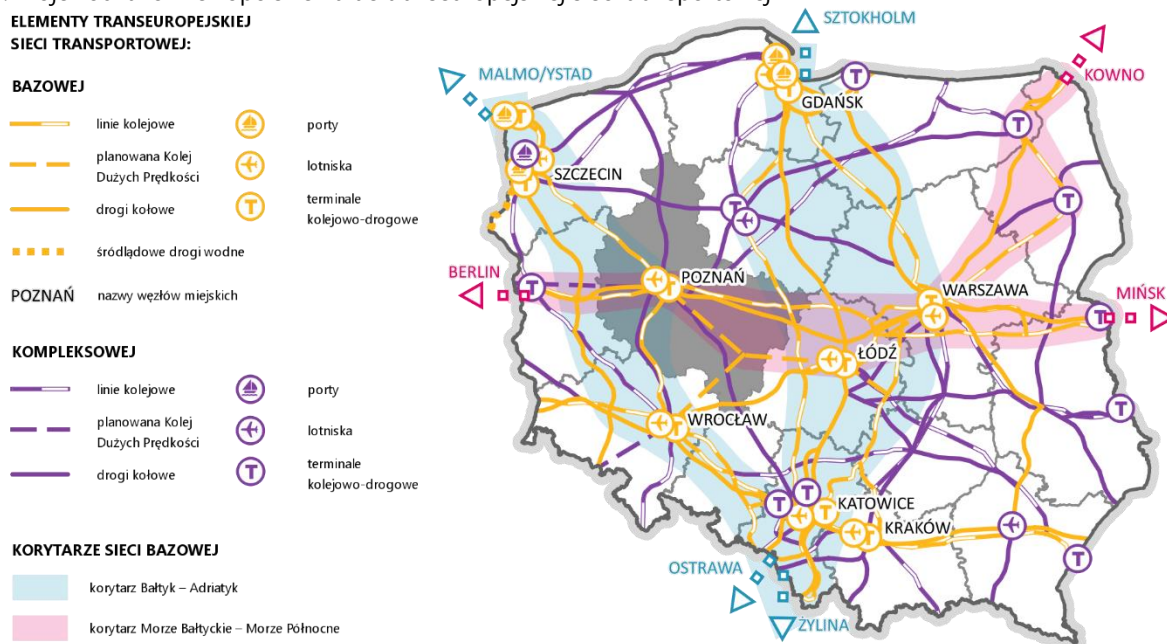 ELEMENTY TRANSEUROPEJSKIEJ
SIECI TRANSPORTOWEJ:
BAZOWEJ
linie kolejowe
porty
planowana Kolej
Dużych Prędkości
lotniska
drogi kołowe
terminale
kolejowo-drogowe
śródlądowe drogi wodne
POZNAŃ
nazwy węzłów miejskich
KOMPLEKSOWEJ
linie kolejowe
porty
planowana Kolej
Dużych Prędkości
lotniska
drogi kołowe
terminale
kolejowo-drogowe
KORYTARZE SIECI BAZOWEJ
korytarz Bałtyk – Adriatyk
korytarz Morze Bałtyckie – Morze Północne
SZTOKHOLM
MALMO/YSTAD
KOWNO
GDAŃSK
SZCZECIN
BERLIN
POZNAŃ
WARSZAWA
MIŃSK
ŁÓDŹ
WROCŁAW
KATOWICE
KRAKÓW
OSTRAWA
ŻYLINA